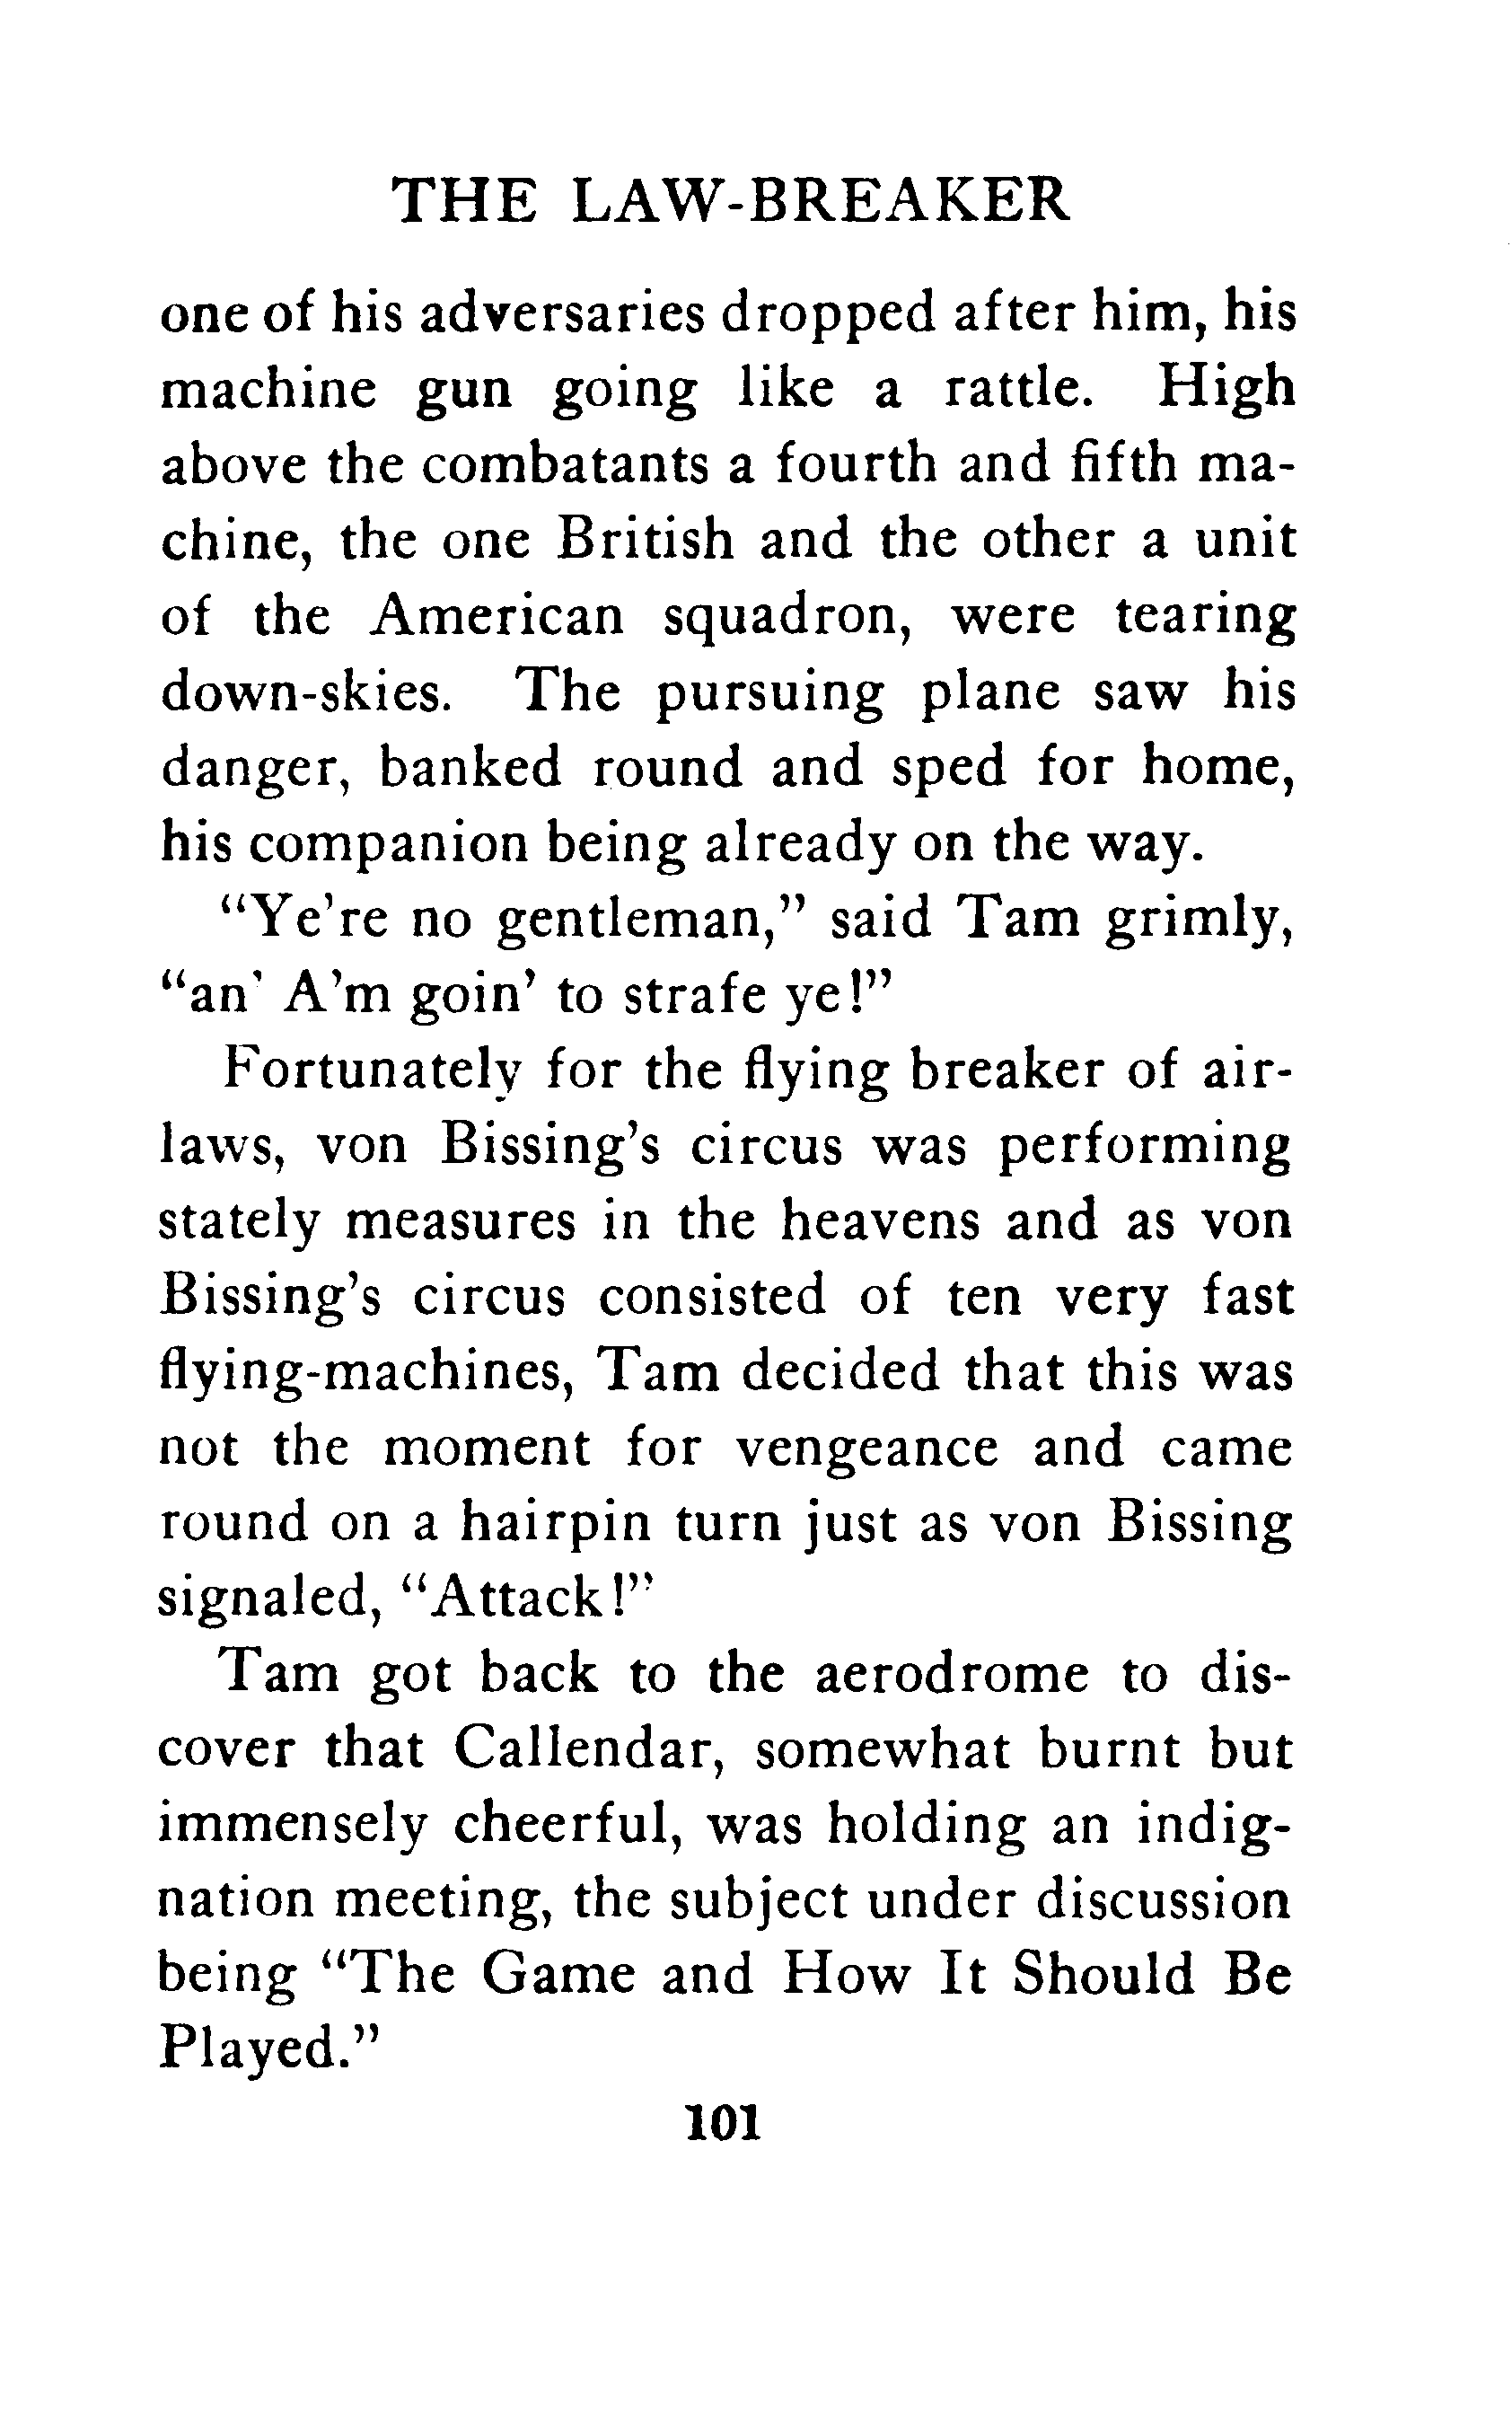 THE LAW-BREAKER
one of his adversaries dropped after him, his
machine gun going like a rattle. High
above the combatants a fourth and fifth ma-
chine, the one British and the other a unit
of the American squadron, were tearing
down-skies. The pursuing plane saw his
danger, banked round and sped for home,
his companion being already on the way.
"Ye're no gentleman," said Tam grimly,
"an' A'm goin' to strafe ye!"
Fortunately for the flying breaker of air-
laws, von Bissing's circus was performing
stately measures in the heavens and as von
Bissing's circus consisted of ten very fast
flying-machines, Tam decided that this was
not the moment for vengeance and came
round on a hairpin turn just as von Bissing
signaled, "Attack!"
Tam got back to the aerodrome to dis-
cover that Callendar, somewhat burnt but
immensely cheerful, was holding an indig-
nation meeting, the subject under discussion
being "The Game and How It Should Be
Played."
101